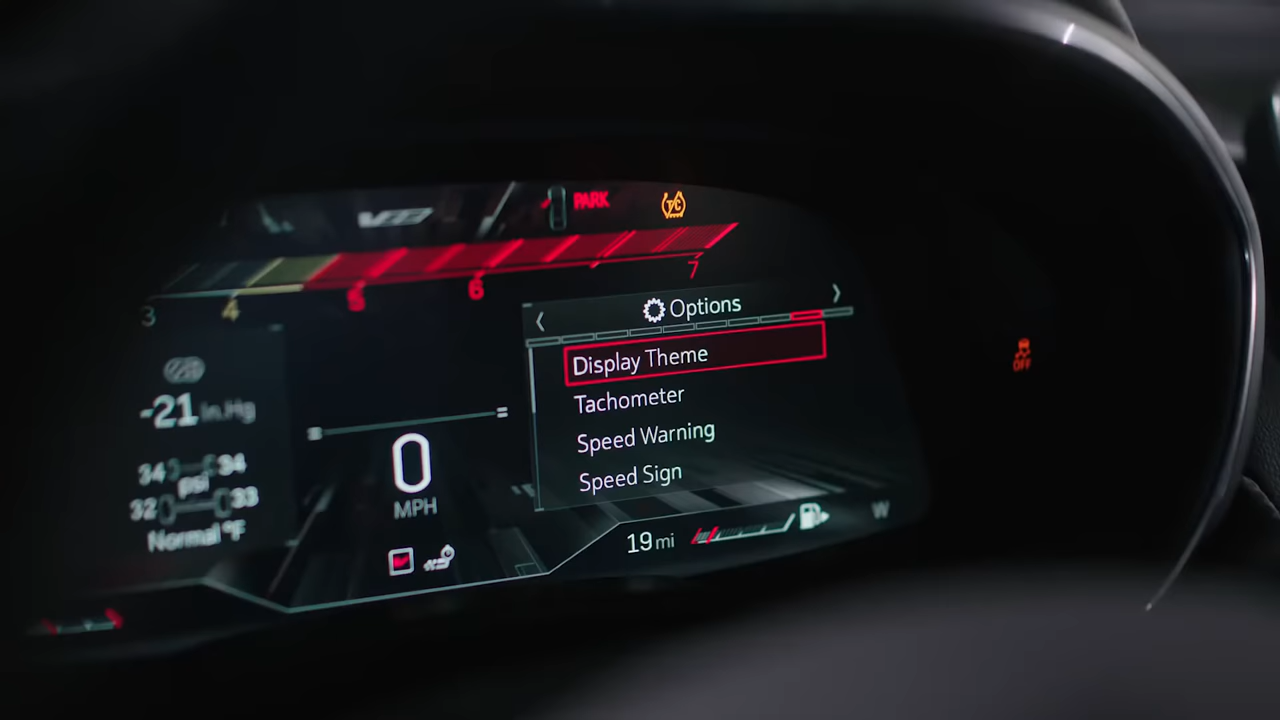 PARK
TC
3 4 5 6 7
Options
Display Theme
Tachometer
Speed Warning
Speed Sign
-21 In.Hg
34 34
psi
32 33
Normal °F
0
MPH
19 mi
W
OFF